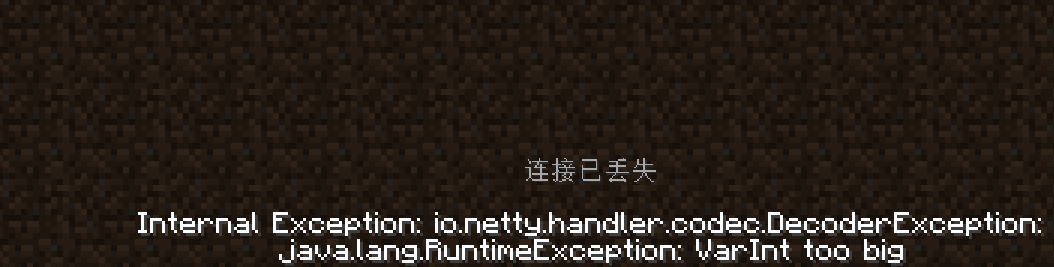 连接已丢失
Internal Exception: io.netty.handler.codec.DecoderException:
java.lang.RuntimeException: VarInt too big